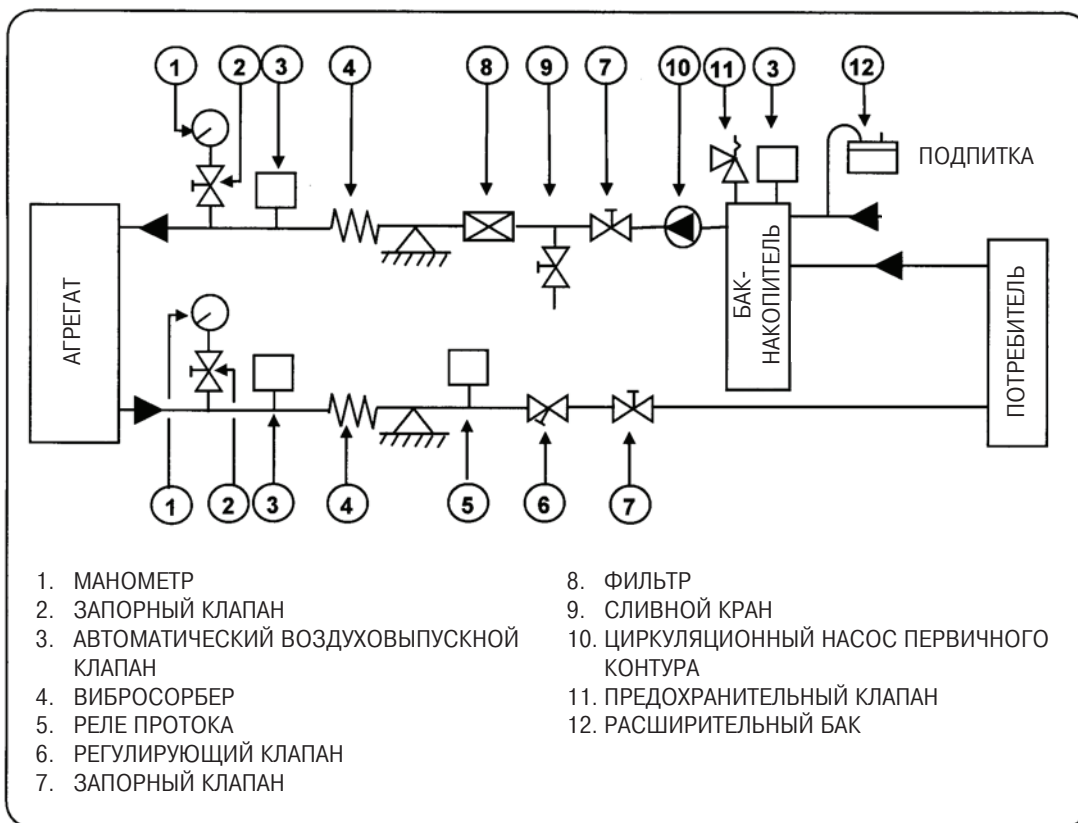 1 2 3 4 8 9 7 10 11 3 12
ПОДПИТКА
АГРЕГАТ
БАК-
НАКОПИТЕЛЬ
ПОТРЕБИТЕЛЬ
1 2 3 4 5 6 7
1. МАНОМЕТР
2. ЗАПОРНЫЙ КЛАПАН
3. АВТОМАТИЧЕСКИЙ ВОЗДУХОВЫПУСКНОЙ
КЛАПАН
4. ВИБРОСОРБЕР
5. РЕЛЕ ПРОТОКА
6. РЕГУЛИРУЮЩИЙ КЛАПАН
7. ЗАПОРНЫЙ КЛАПАН
8. ФИЛЬТР
9. СЛИВНОЙ КРАН
10. ЦИРКУЛЯЦИОННЫЙ НАСОС ПЕРВИЧНОГО
КОНТУРА
11. ПРЕДОХРАНИТЕЛЬНЫЙ КЛАПАН
12. РАСШИРИТЕЛЬНЫЙ БАК